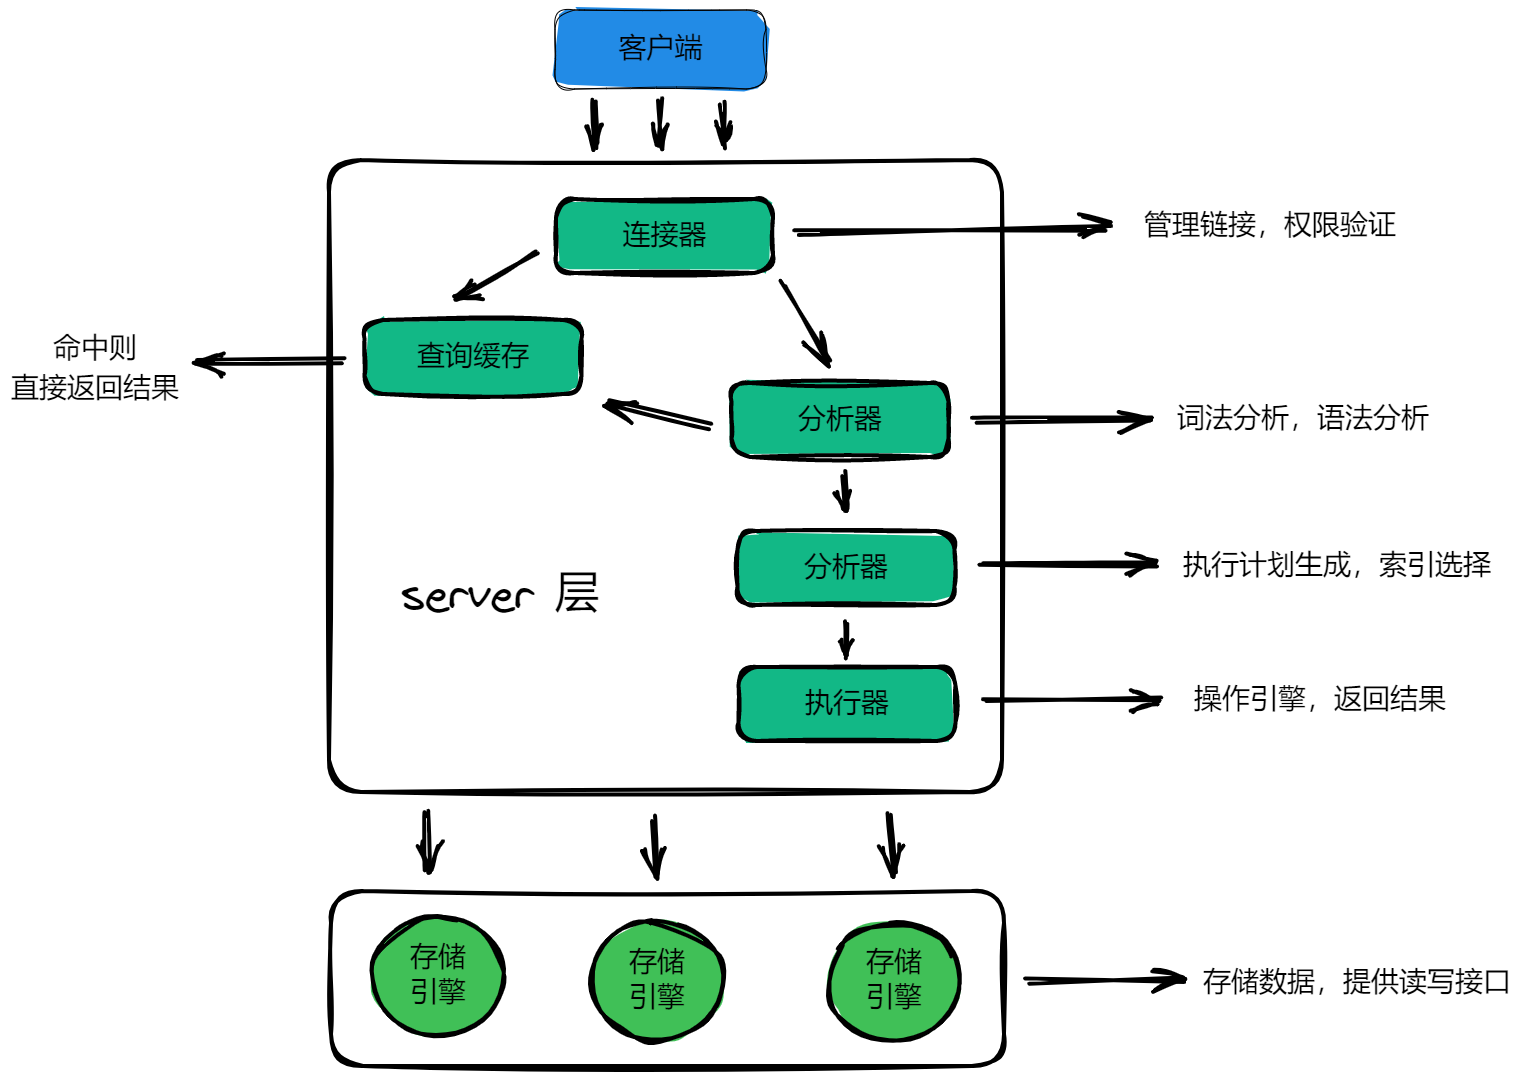 客户端
连接器
管理链接，权限验证
命中则
直接返回结果
查询缓存
分析器
词法分析，语法分析
分析器
执行计划生成，索引选择
server 层
执行器
操作引擎，返回结果
存储
引擎
存储
引擎
存储
引擎
存储数据，提供读写接口